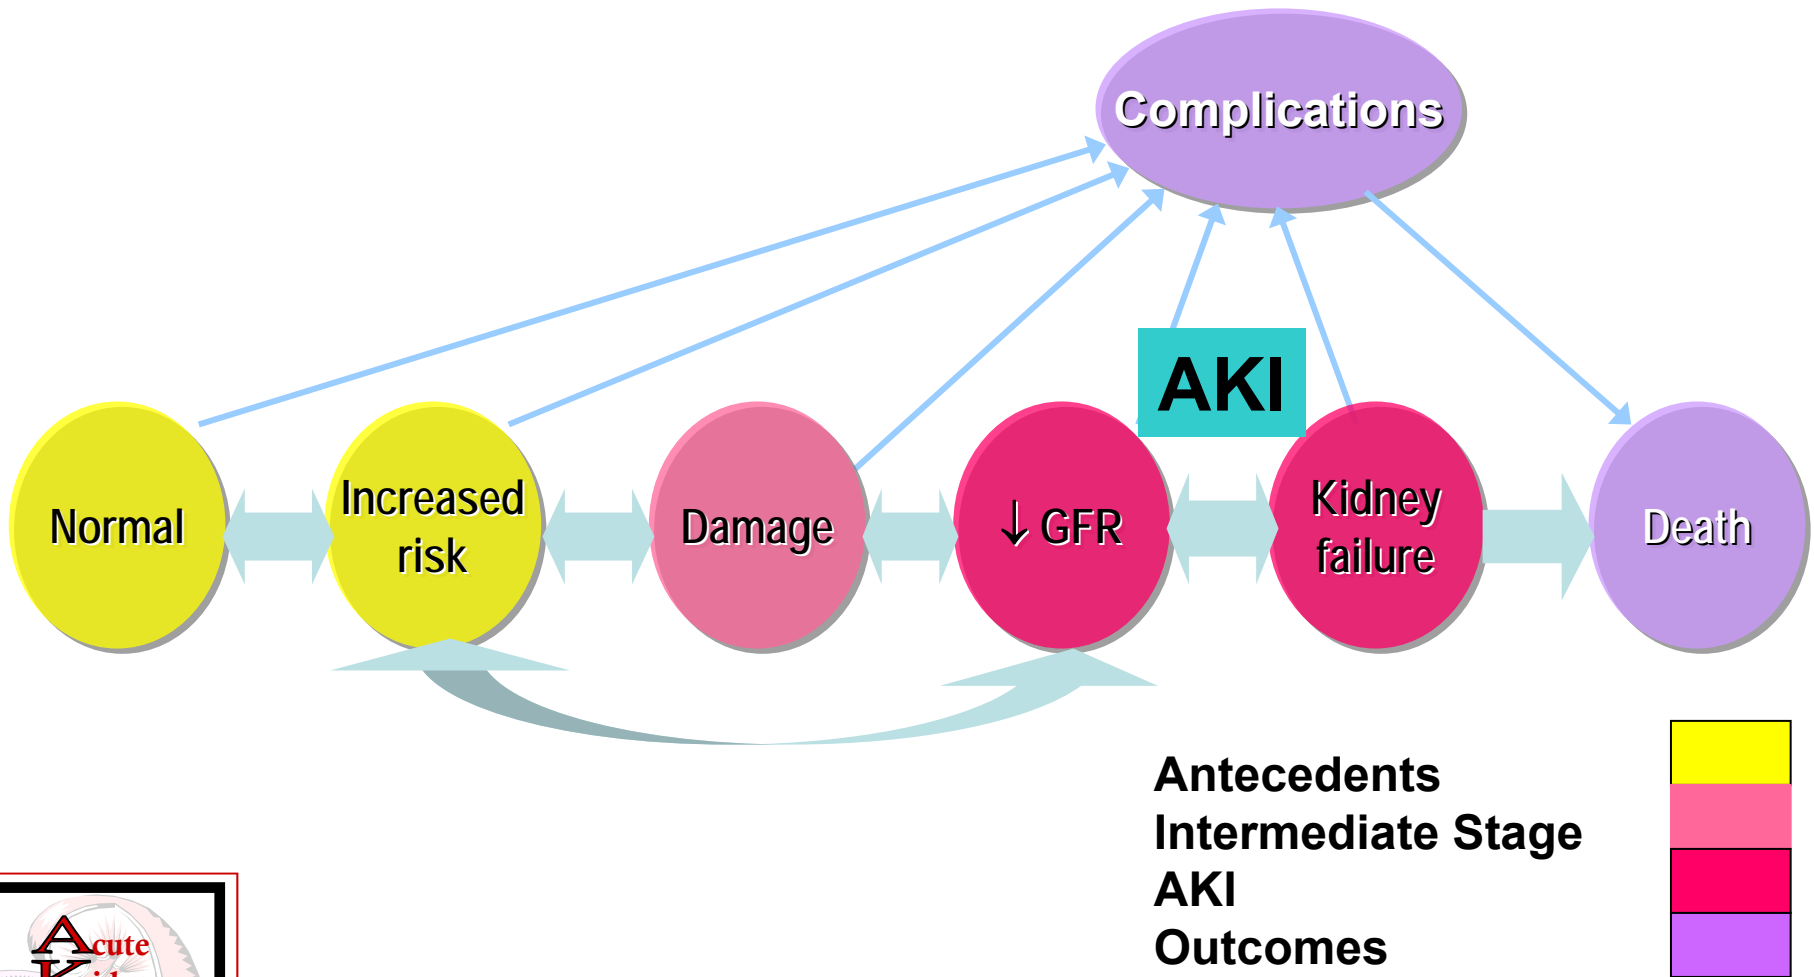 Complications
AKI
Normal
Increased
risk
Damage
↓ GFR
Kidney
failure
Death
Antecedents
Intermediate Stage
AKI
Outcomes
Acute